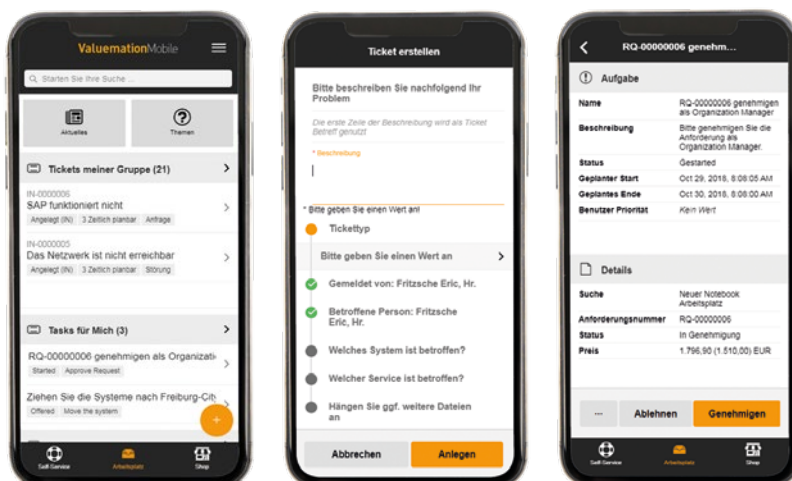 ValuemationMobile
Starten Sie Ihre Suche ...
Aktuelles
Themen
Tickets meiner Gruppe (21)
IN-0000006
SAP funktioniert nicht
Angelegt (IN) 3 Zeitlich planbar Anfrage
IN-0000005
Das Netzwerk ist nicht erreichbar
Angelegt (IN) 3 Zeitlich planbar Störung
Tasks für Mich (3)
RQ-00000006 genehmigen als Organizati
Started Approve Request
Ziehen Sie die Systeme nach Freiburg-City
Offered Move the system
+
Self-Service
Arbeitsplatz
Shop
Ticket erstellen
Bitte beschreiben Sie nachfolgend Ihr
Problem
Die erste Zeile der Beschreibung wird als Ticket
Betreff genutzt
* Beschreibung
* Bitte geben Sie einen Wert an!
Tickettyp
Bitte geben Sie einen Wert an
Gemeldet von: Fritzsche Eric, Hr.
Betroffene Person: Fritzsche
Eric, Hr.
Welches System ist betroffen?
Welcher Service ist betroffen?
Hängen Sie ggf. weitere Dateien
an
Abbrechen
Anlegen
RQ-00000006 genehm...
Aufgabe
Name RQ-00000006 genehmigen
als Organization Manager
Beschreibung Bitte genehmigen Sie die
Anforderung als
Organization Manager.
Status Gestarted
Geplanter Start Oct 29, 2018, 8:08:05 AM
Geplantes Ende Oct 30, 2018, 8:08:00 AM
Benutzer Priorität Kein Wert
Details
Suche Neuer Notebook
Arbeitsplatz
Anforderungsnummer RQ-00000006
Status In Genehmigung
Preis 1.796,90 (1.510,00) EUR
...
Ablehnen
Genehmigen
Self-Service
Arbeitsplatz
Shop